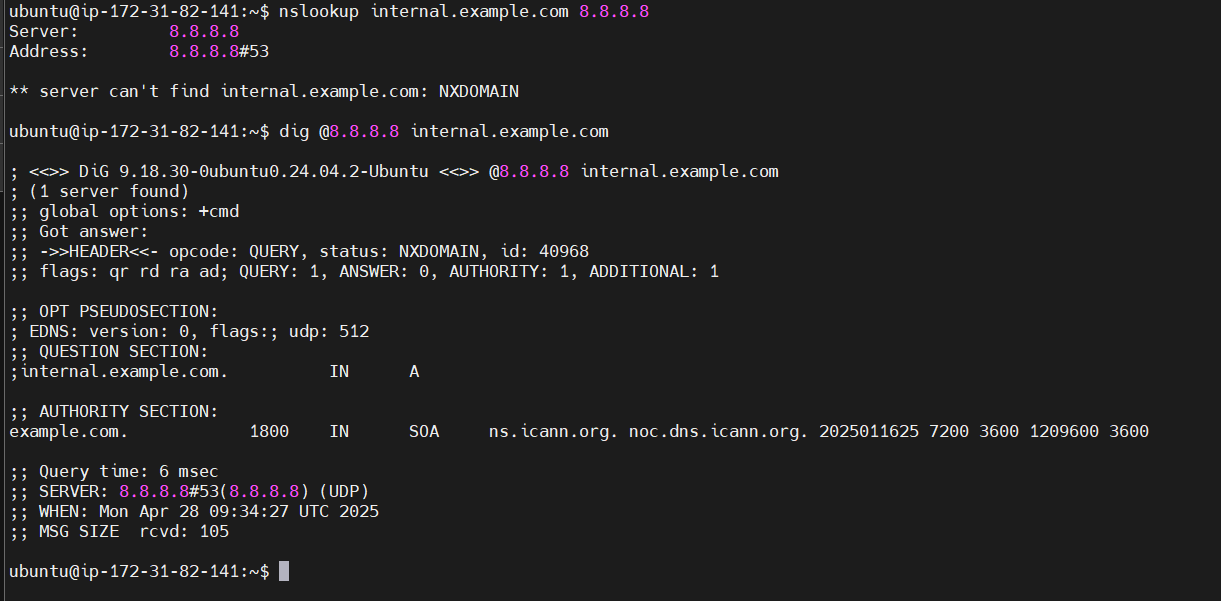 ubuntu@ip-172-31-82-141:~$ nslookup internal.example.com 8.8.8.8
Server:         8.8.8.8
Address:        8.8.8.8#53

** server can't find internal.example.com: NXDOMAIN

ubuntu@ip-172-31-82-141:~$ dig @8.8.8.8 internal.example.com

; <<>> DiG 9.18.30-0ubuntu0.24.04.2-Ubuntu <<>> @8.8.8.8 internal.example.com
; (1 server found)
;; global options: +cmd
;; Got answer:
;; ->>HEADER<<- opcode: QUERY, status: NXDOMAIN, id: 40968
;; flags: qr rd ra ad; QUERY: 1, ANSWER: 0, AUTHORITY: 1, ADDITIONAL: 1

;; OPT PSEUDOSECTION:
; EDNS: version: 0, flags:; udp: 512
;; QUESTION SECTION:
;internal.example.com.          IN      A

;; AUTHORITY SECTION:
example.com.            1800    IN      SOA     ns.icann.org. noc.dns.icann.org. 2025011625 7200 3600 1209600 3600

;; Query time: 6 msec
;; SERVER: 8.8.8.8#53(8.8.8.8) (UDP)
;; WHEN: Mon Apr 28 09:34:27 UTC 2025
;; MSG SIZE  rcvd: 105

ubuntu@ip-172-31-82-141:~$